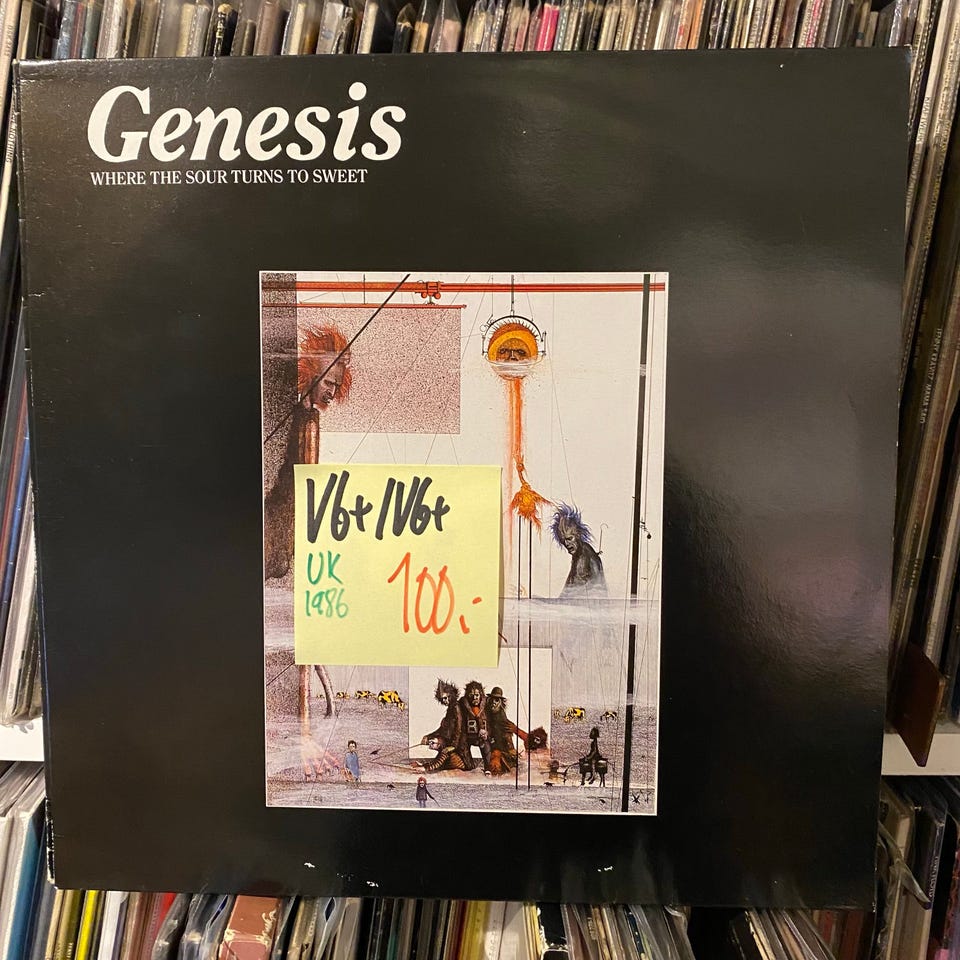 Genesis
WHERE THE SOUR TURNS TO SWEET
VG+/VG+
UK
1986
100:-